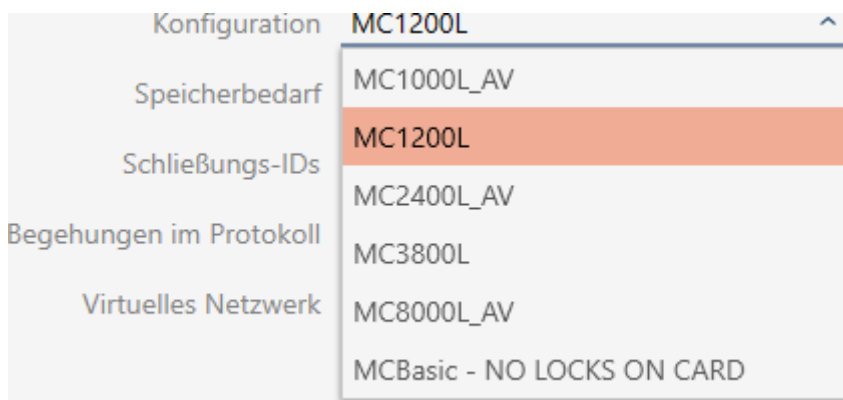 Konfiguration MC1200L
MC1000L_AV
Speicherbedarf
MC1200L
Schließungs-IDs
MC2400L_AV
Begehungen im Protokoll
MC3800L
Virtuelles Netzwerk
MC8000L_AV
MCBasic - NO LOCKS ON CARD